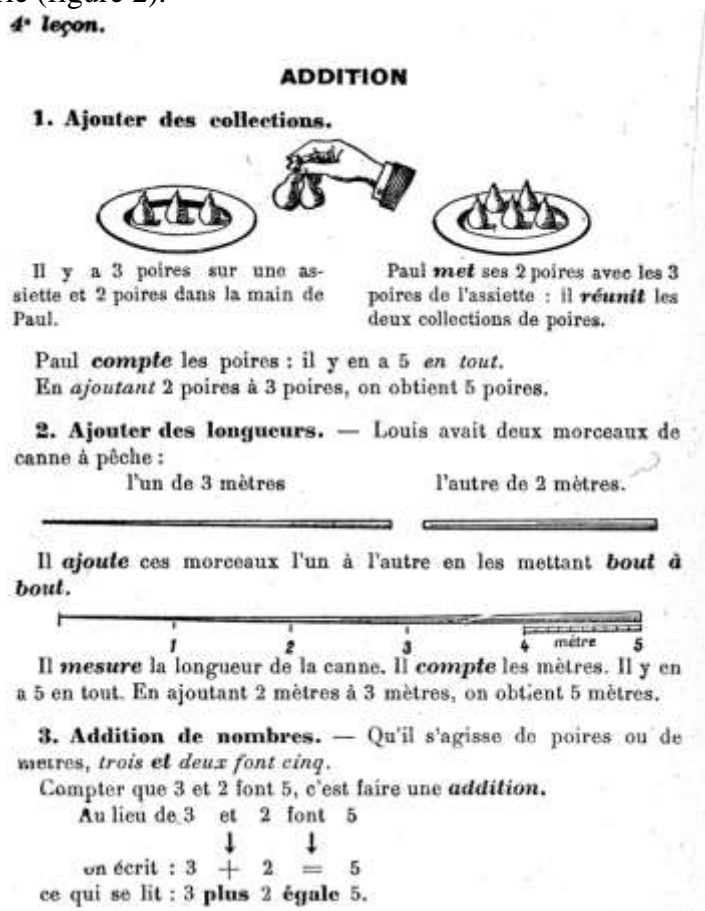 ne (figure 2).
4e leçon.
ADDITION
1. Ajouter des collections.
Il y a 3 poires sur une as-
siette et 2 poires dans la main de
Paul.
Paul met ses 2 poires avec les 3
poires de l'assiette : il réunit les
deux collections de poires.
Paul compte les poires : il y en a 5 en tout.
En ajoutant 2 poires à 3 poires, on obtient 5 poires.
2. Ajouter des longueurs. — Louis avait deux morceaux de
canne à pêche :
l'un de 3 mètres l'autre de 2 mètres.
Il ajoute ces morceaux l'un à l'autre en les mettant bout à
bout.
1 2 3 4 mètre 5
Il mesure la longueur de la canne. Il compte les mètres. Il y en
a 5 en tout. En ajoutant 2 mètres à 3 mètres, on obtient 5 mètres.
3. Addition de nombres. — Qu'il s'agisse de poires ou de
metres, trois et deux font cinq.
Compter que 3 et 2 font 5, c'est faire une addition.
Au lieu de 3 et 2 font 5
↓ ↓
on écrit : 3 + 2 = 5
ce qui se lit : 3 plus 2 égale 5.